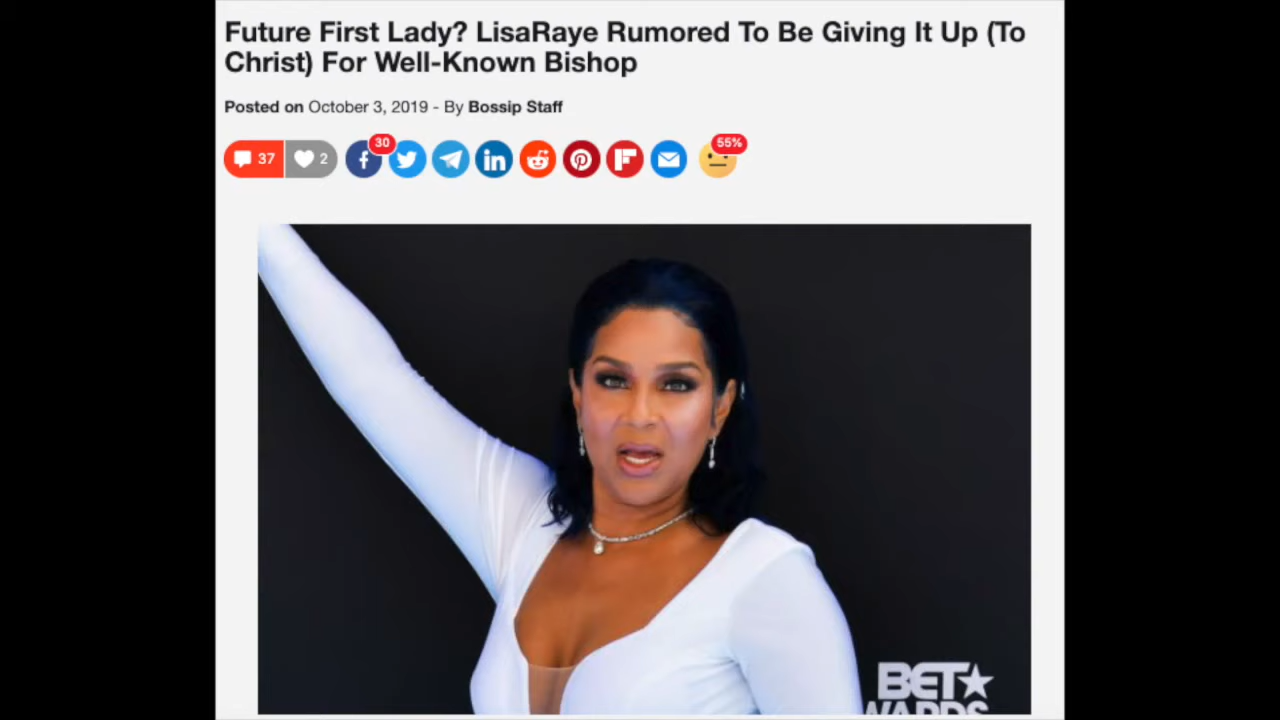 Future First Lady? LisaRaye Rumored To Be Giving It Up (To
Christ) For Well-Known Bishop
Posted on October 3, 2019 - By Bossip Staff
37 2 30 55%
BET
AWARDS